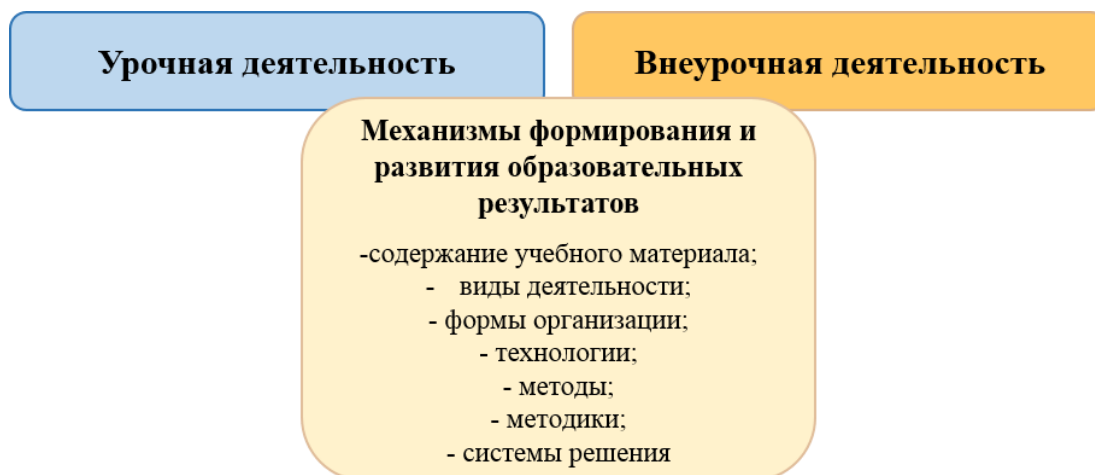 Урочная деятельность
Внеурочная деятельность
Механизмы формирования и
развития образовательных
результатов
-содержание учебного материала;
- виды деятельности;
- формы организации;
- технологии;
- методы;
- методики;
- системы решения